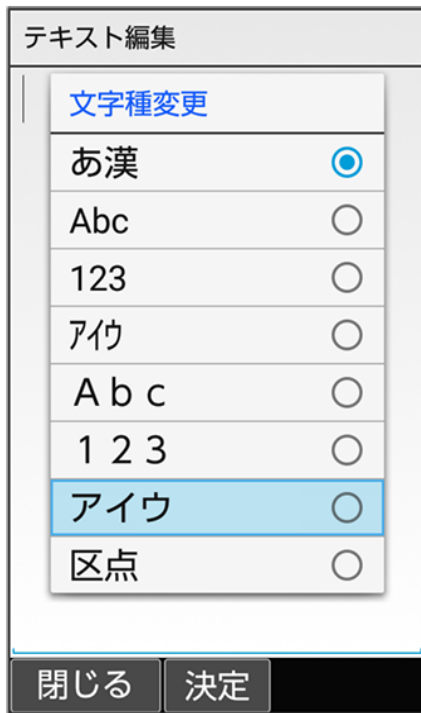 テキスト編集
文字種変更
あ漢
Abc
123
ｱｲｳ
Ａｂｃ
１２３
アイウ
区点
閉じる 決定